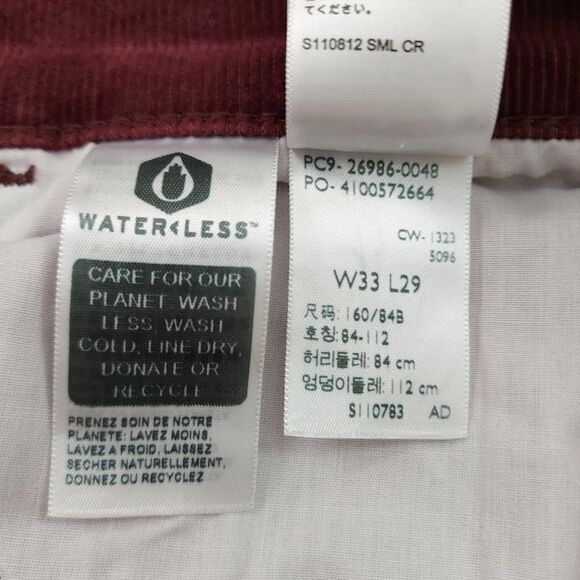 てください。
S110812 SML CR
PC9- 26986-0048
PO- 4100572664
CW- 1323
5096
W33 L29
尺码: 160/84B
호칭: 84-112
허리둘레: 84 cm
엉덩이둘레: 112 cm
S110783 AD
WATER<LESS™
CARE FOR OUR
PLANET: WASH
LESS, WASH
COLD, LINE DRY,
DONATE OR
RECYCLE
PRENEZ SOIN DE NOTRE
PLANETE: LAVEZ MOINS,
LAVEZ A FROID, LAISSEZ
SECHER NATURELLEMENT,
DONNEZ OU RECYCLEZ